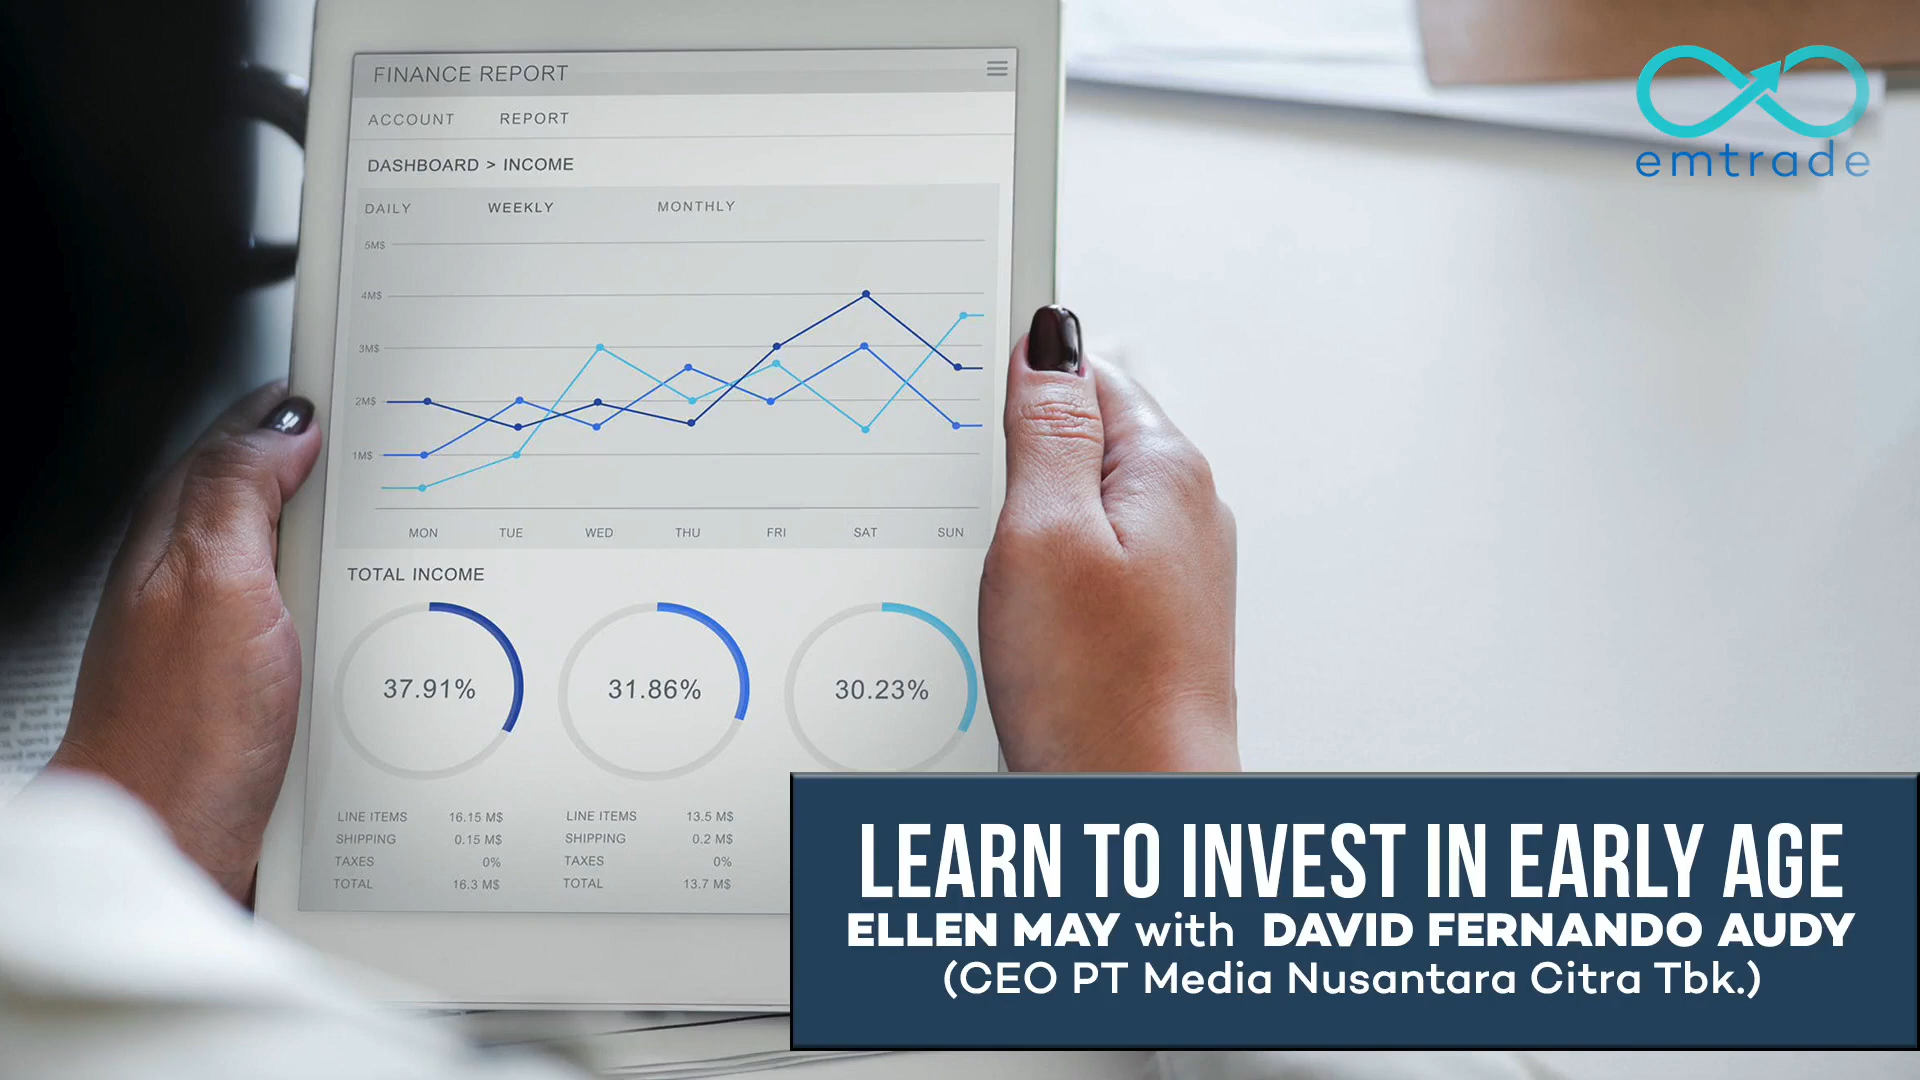 FINANCE REPORT
ACCOUNT REPORT
DASHBOARD > INCOME
DAILY WEEKLY MONTHLY
5M$
4M$
3M$
2M$
1M$
MON TUE WED THU FRI SAT SUN
TOTAL INCOME
37.91% 31.86% 30.23%
LINE ITEMS 16.15 M$ LINE ITEMS 13.5 M$
SHIPPING 0.15 M$ SHIPPING 0.2 M$
TAXES 0% TAXES 0%
TOTAL 16.3 M$ TOTAL 13.7 M$
emtrade
LEARN TO INVEST IN EARLY AGE
ELLEN MAY with DAVID FERNANDO AUDY
(CEO PT Media Nusantara Citra Tbk.)